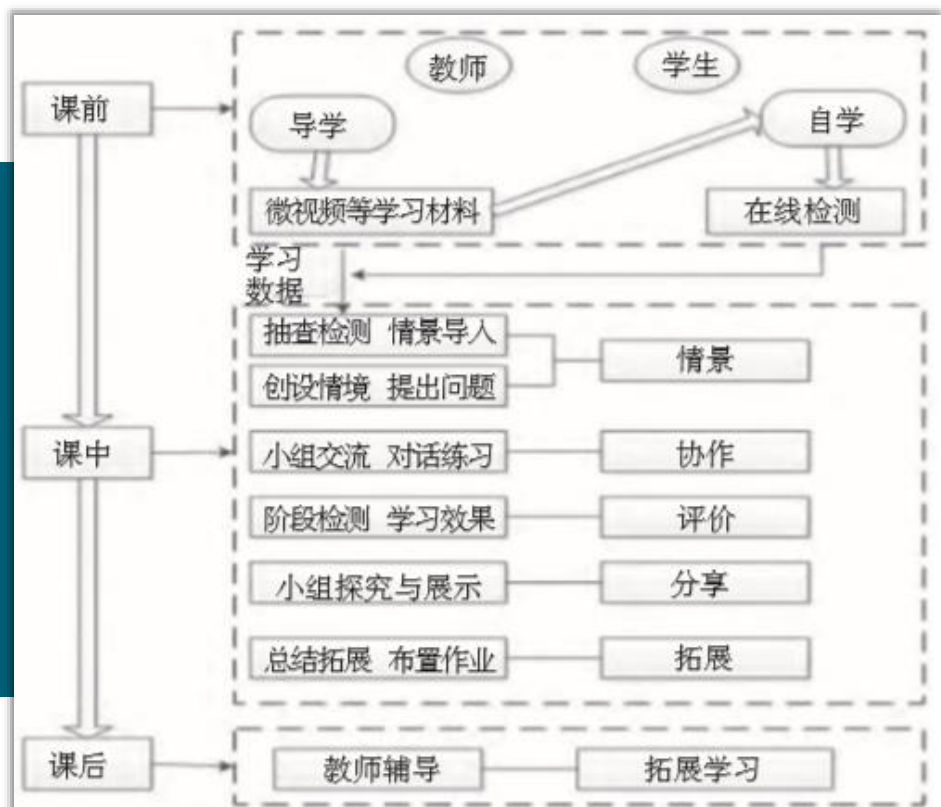 教师 学生
课前
导学 自学
微视频等学习材料 在线检测
学习
数据
抽查检测 情景导入
情景
创设情境 提出问题
课中
小组交流 对话练习 协作
阶段检测 学习效果 评价
小组探究与展示 分享
总结拓展 布置作业 拓展
课后
教师辅导 拓展学习